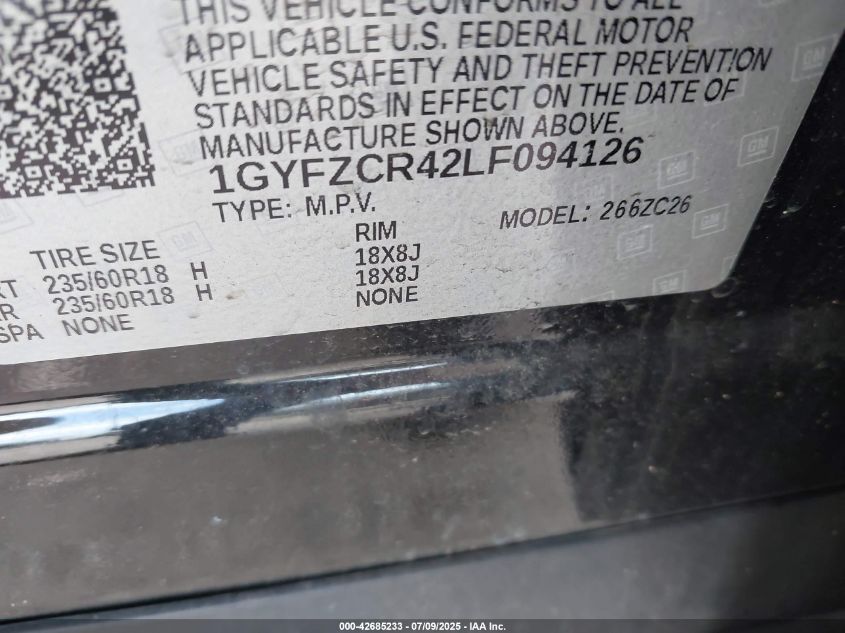 THIS VEHICLE CONFORMS TO ALL
APPLICABLE U.S. FEDERAL MOTOR
VEHICLE SAFETY AND THEFT PREVENTION
STANDARDS IN EFFECT ON THE DATE OF
MANUFACTURE SHOWN ABOVE.
1GYFZCR42LF094126
TYPE: M.P.V. MODEL: 266ZC26
TIRE SIZE RIM
RT 235/60R18 H 18X8J
R 235/60R18 H 18X8J
SPA NONE NONE
GM
000-42685233 - 07/09/2025 - IAA Inc.